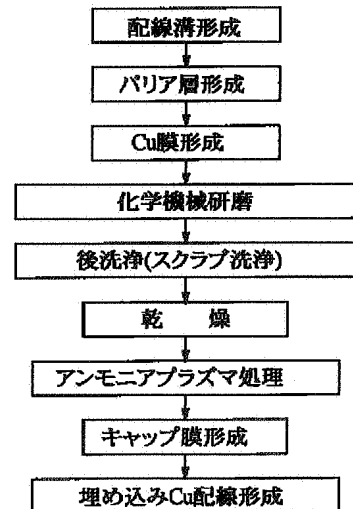 配線溝形成
バリア層形成
Cu膜形成
化学機械研磨
後洗浄(スクラブ洗浄)
乾　　燥
アンモニアプラズマ処理
キャップ膜形成
埋め込みCu配線形成